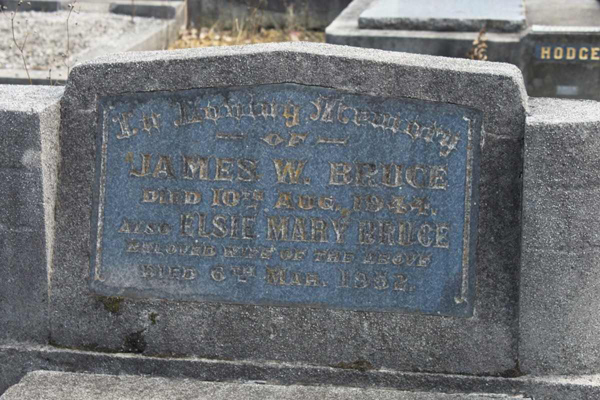 In Loving Memory
OF
JAMES W. BRUCE
DIED 10TH AUG. 1944.
ALSO ELSIE MARY BRUCE
BELOVED WIFE OF THE ABOVE
DIED 6TH MAR. 1952.
HODGE